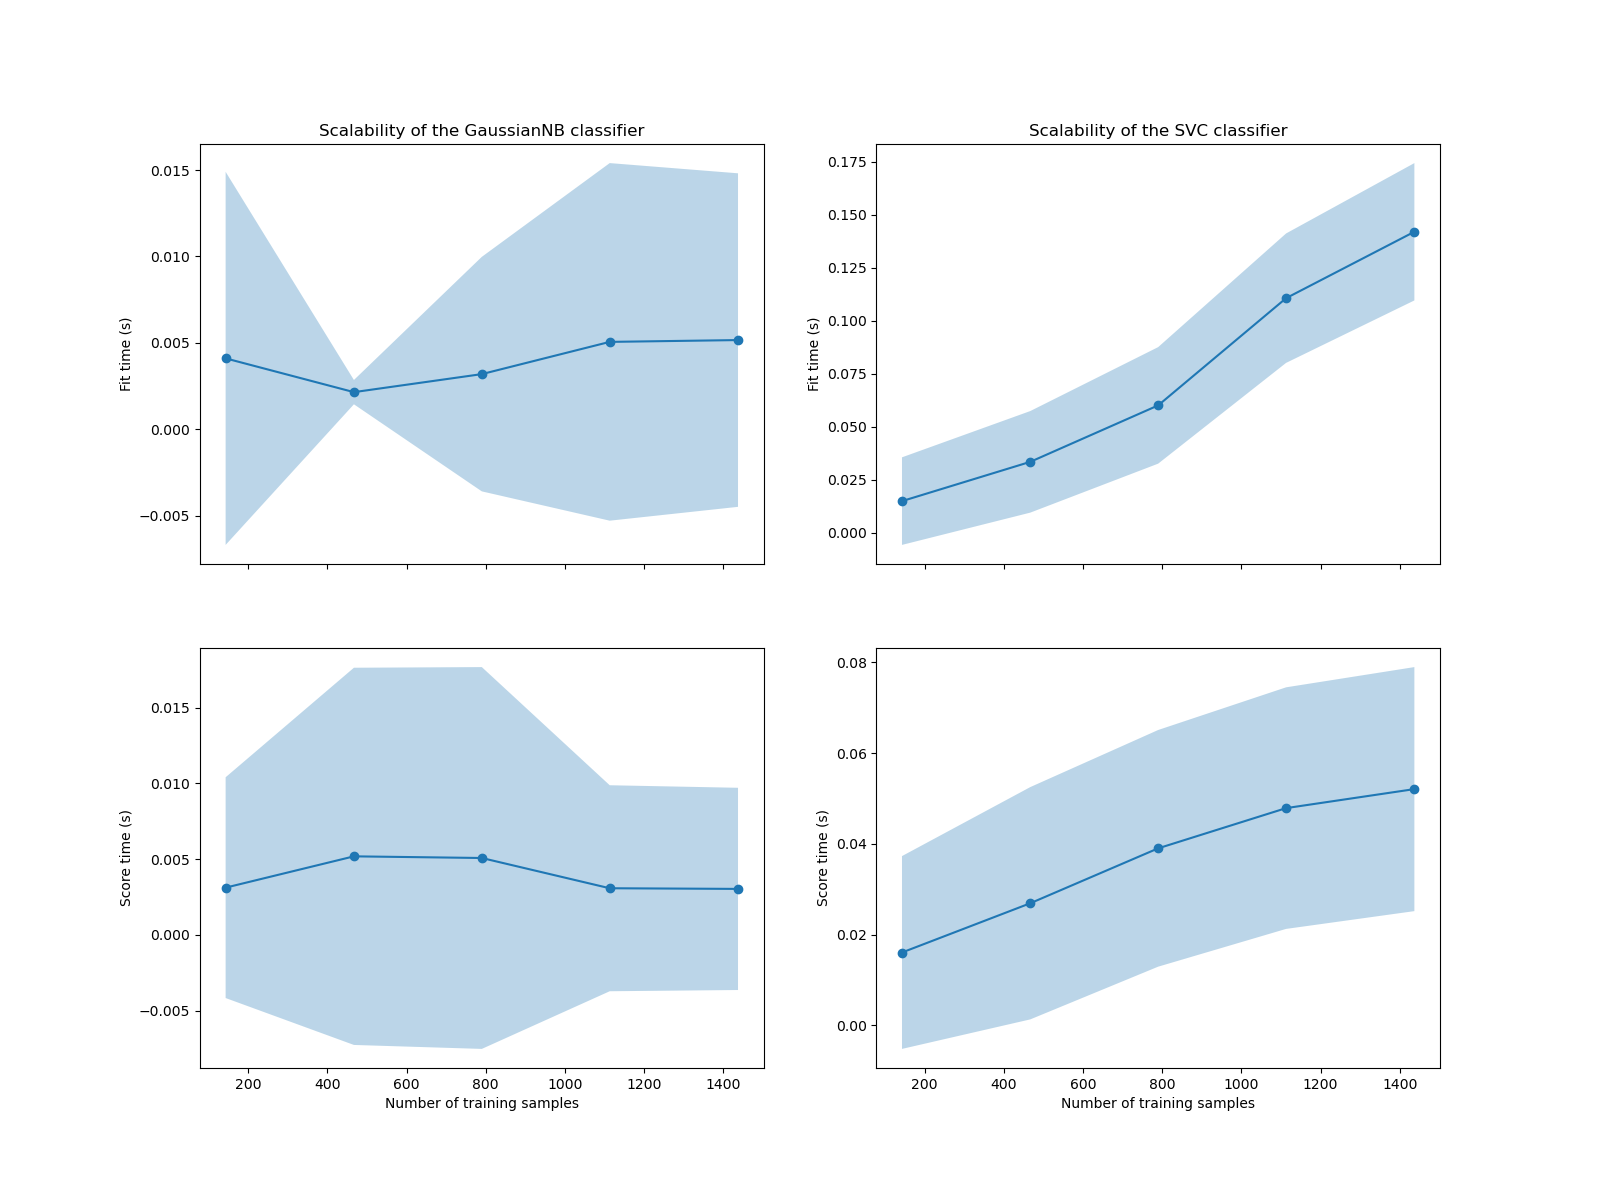 Scalability of the GaussianNB classifier
Fit time (s)
0.015
0.010
0.005
0.000
−0.005
Scalability of the SVC classifier
Fit time (s)
0.175
0.150
0.125
0.100
0.075
0.050
0.025
0.000
Score time (s)
0.015
0.010
0.005
0.000
−0.005
200 400 600 800 1000 1200 1400
Number of training samples
Score time (s)
0.08
0.06
0.04
0.02
0.00
200 400 600 800 1000 1200 1400
Number of training samples